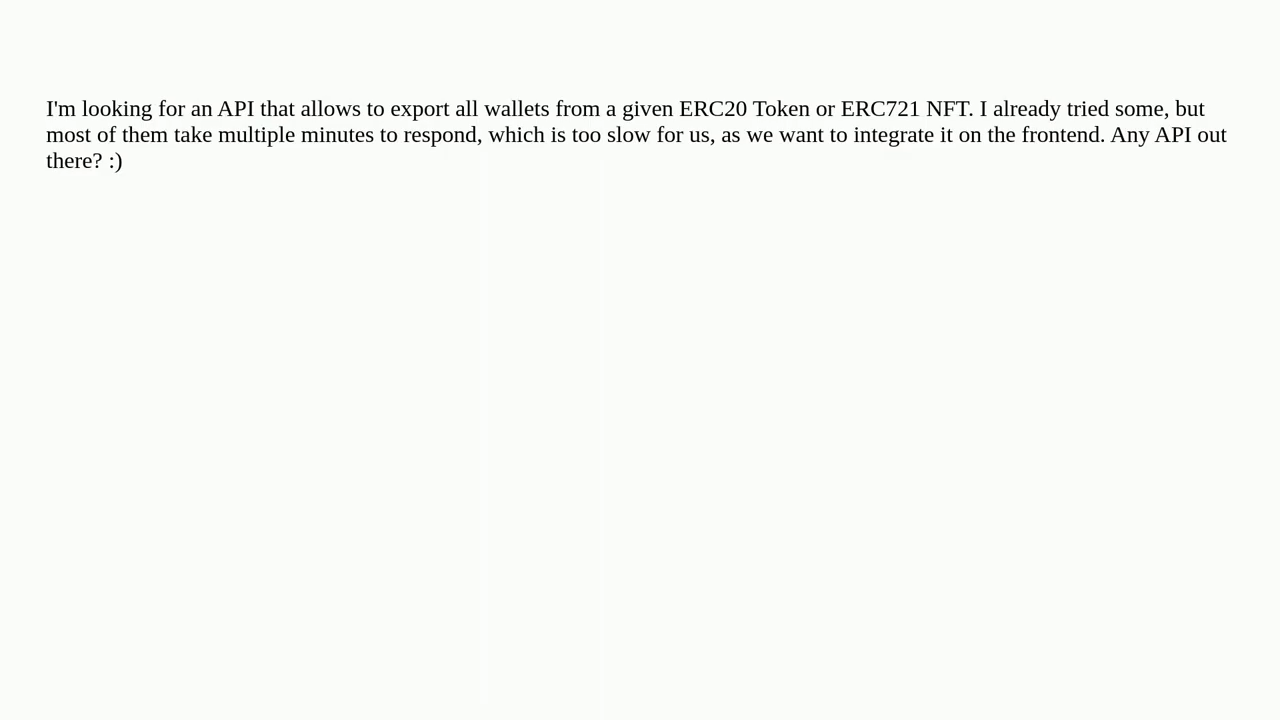 I'm looking for an API that allows to export all wallets from a given ERC20 Token or ERC721 NFT. I already tried some, but
most of them take multiple minutes to respond, which is too slow for us, as we want to integrate it on the frontend. Any API out
there? :)